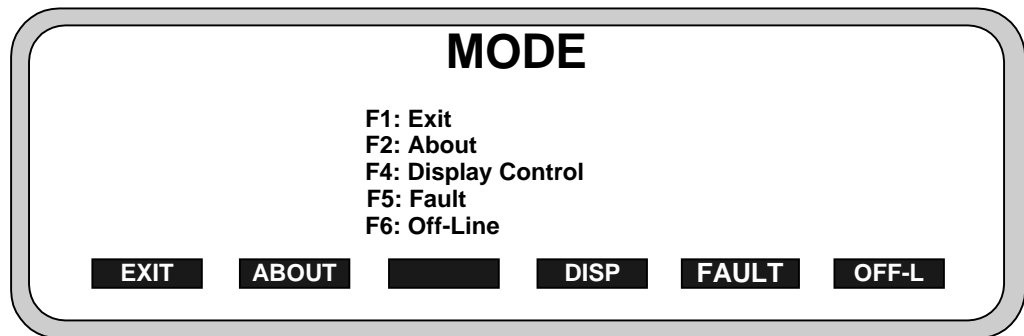 MODE
F1: Exit
F2: About
F4: Display Control
F5: Fault
F6: Off-Line
EXIT ABOUT DISP FAULT OFF-L